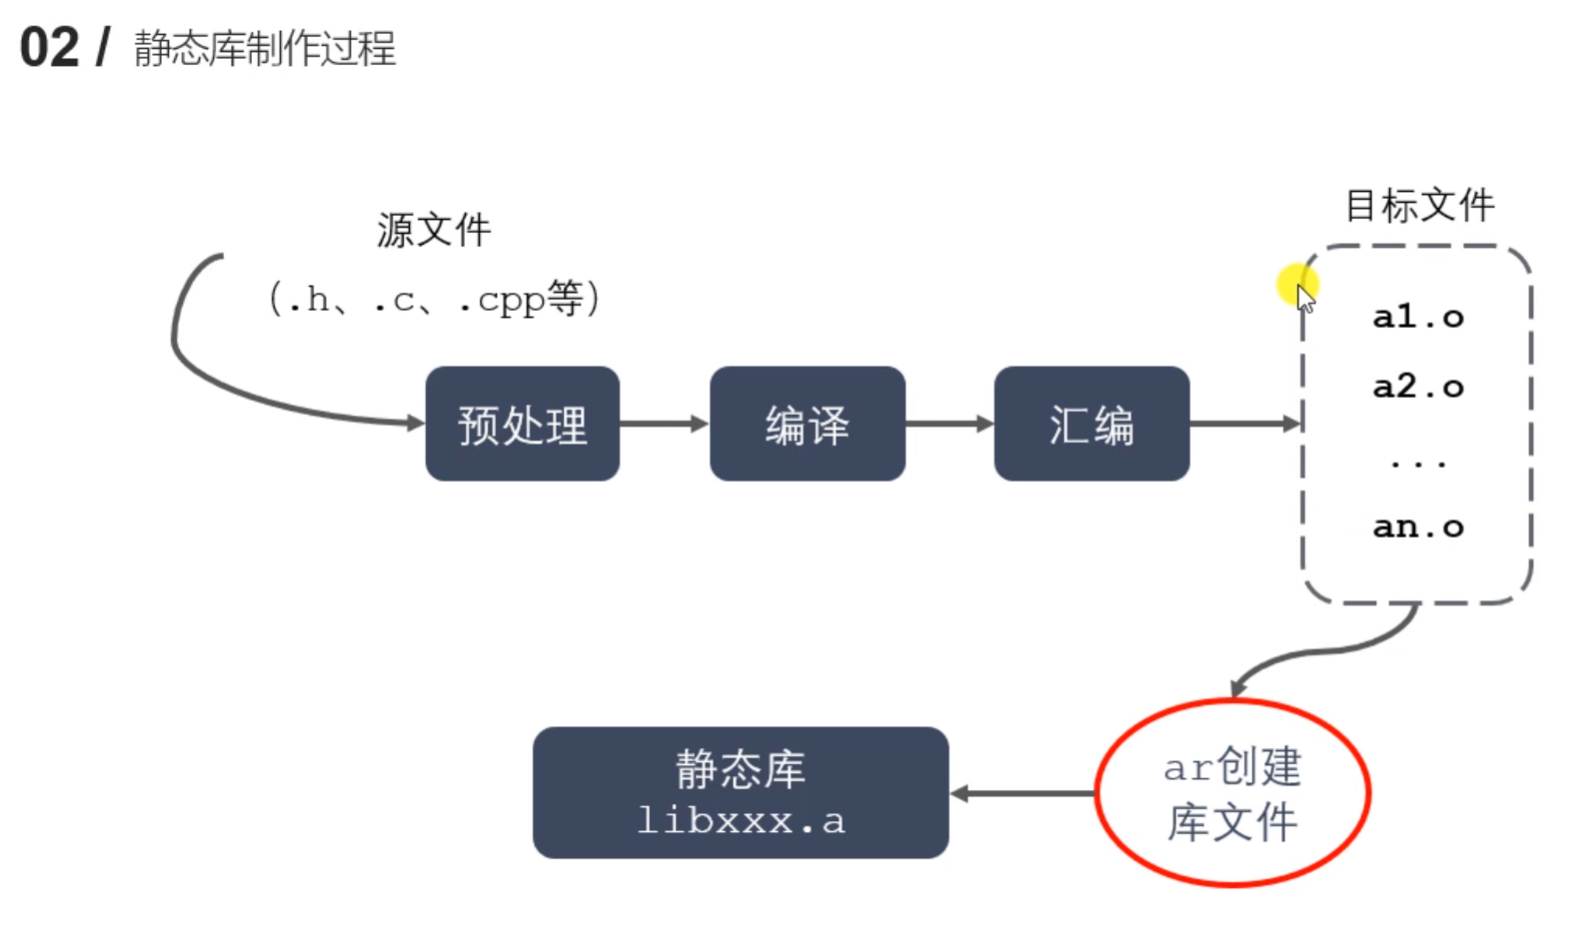 02 / 静态库制作过程
源文件
（.h、.c、.cpp等）
预处理
编译
汇编
目标文件
a1.o
a2.o
...
an.o
ar创建
库文件
静态库
libxxx.a